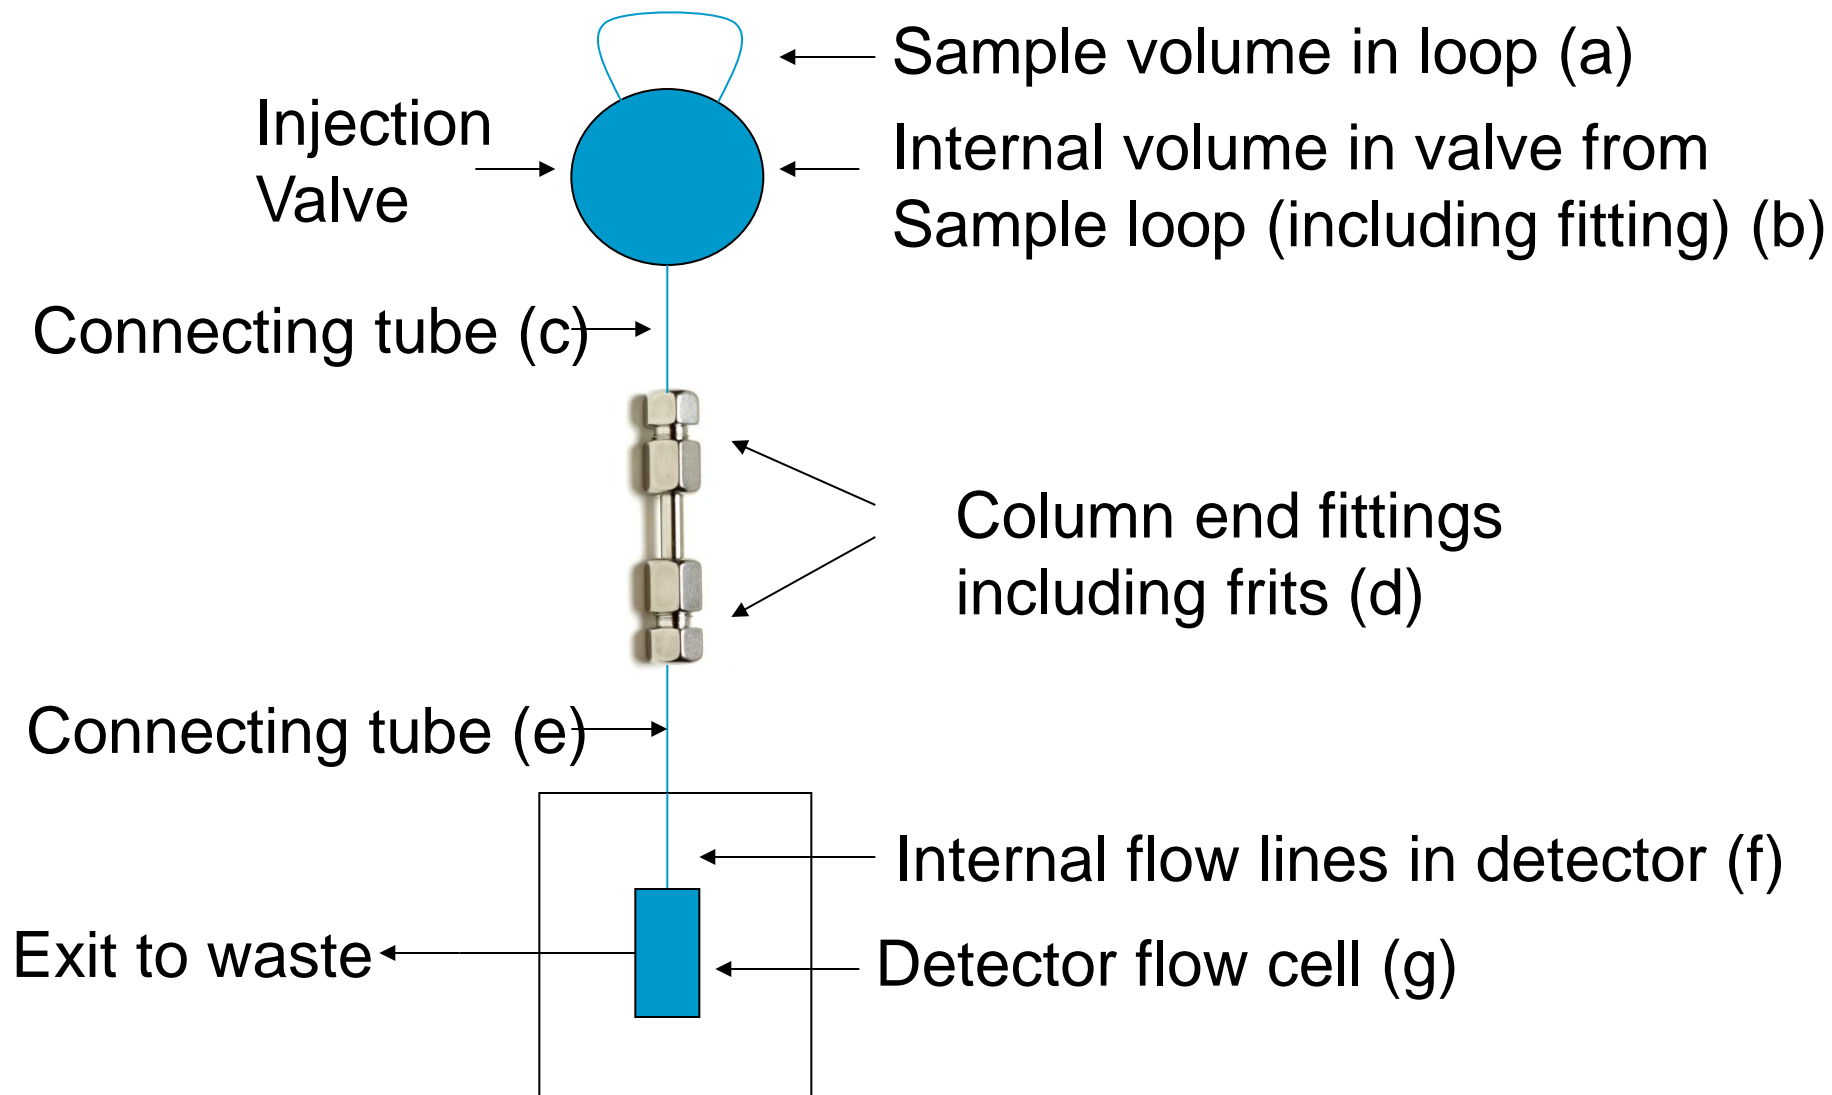 Sample volume in loop (a)
Injection
Valve
Internal volume in valve from
Sample loop (including fitting) (b)
Connecting tube (c)
Column end fittings
including frits (d)
Connecting tube (e)
Internal flow lines in detector (f)
Exit to waste
Detector flow cell (g)